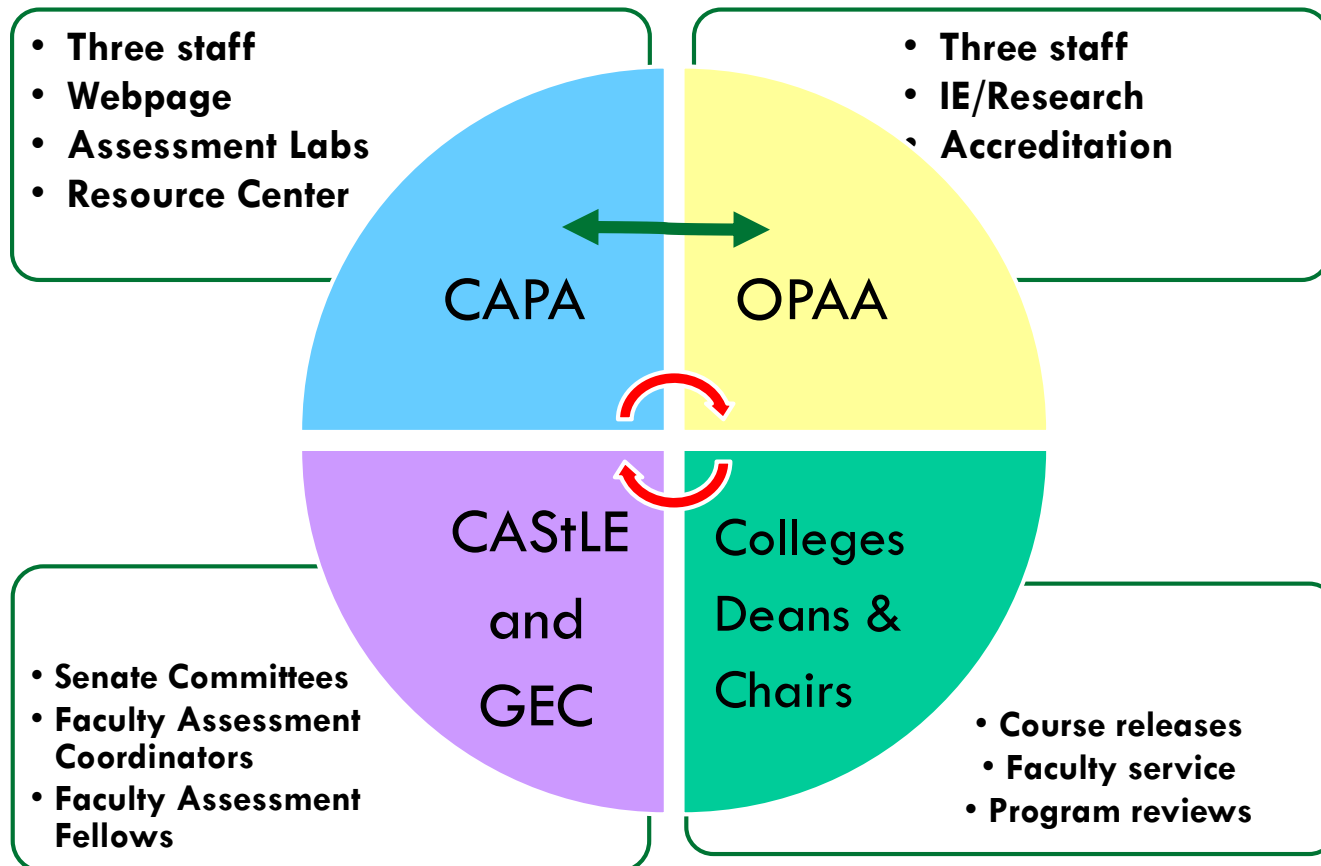 • Three staff
• Webpage
• Assessment Labs
• Resource Center
• Three staff
• IE/Research
• Accreditation
CAPA
OPAA
CAStLE
and
GEC
Colleges
Deans &
Chairs
• Senate Committees
• Faculty Assessment
Coordinators
• Faculty Assessment
Fellows
• Course releases
• Faculty service
• Program reviews